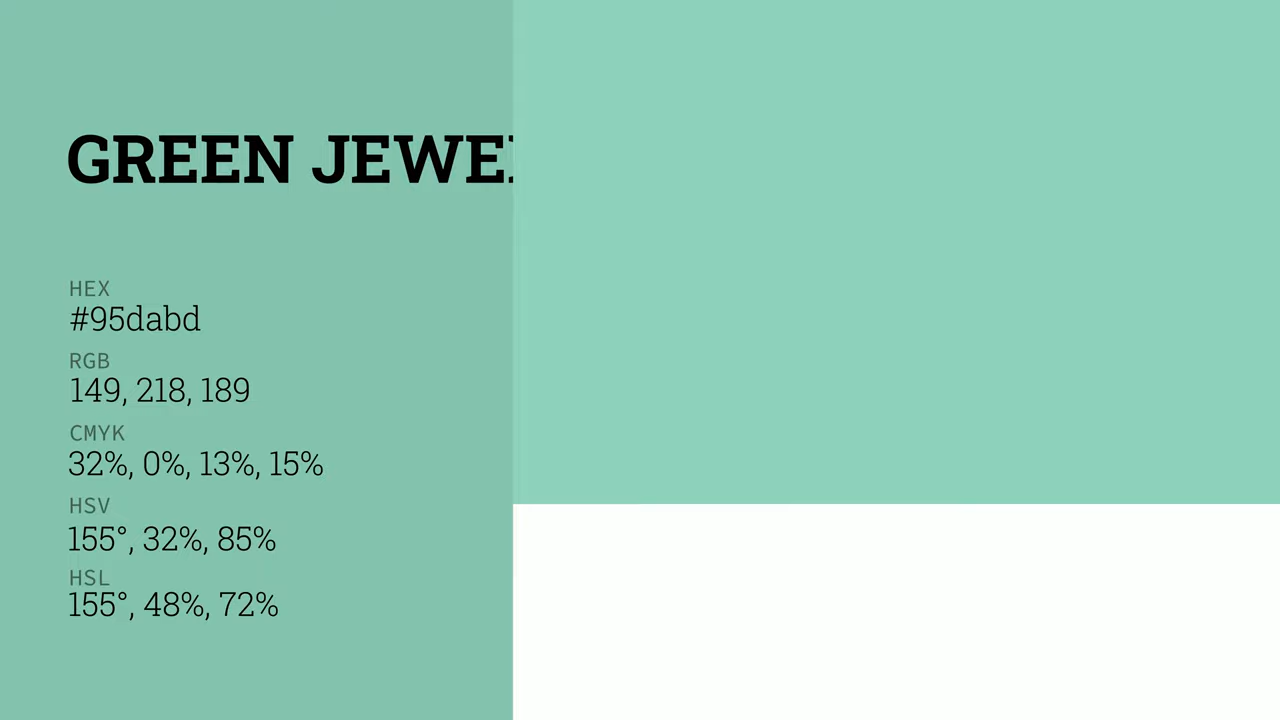 GREEN JEWE
HEX
#95dabd
RGB
149, 218, 189
CMYK
32%, 0%, 13%, 15%
HSV
155°, 32%, 85%
HSL
155°, 48%, 72%